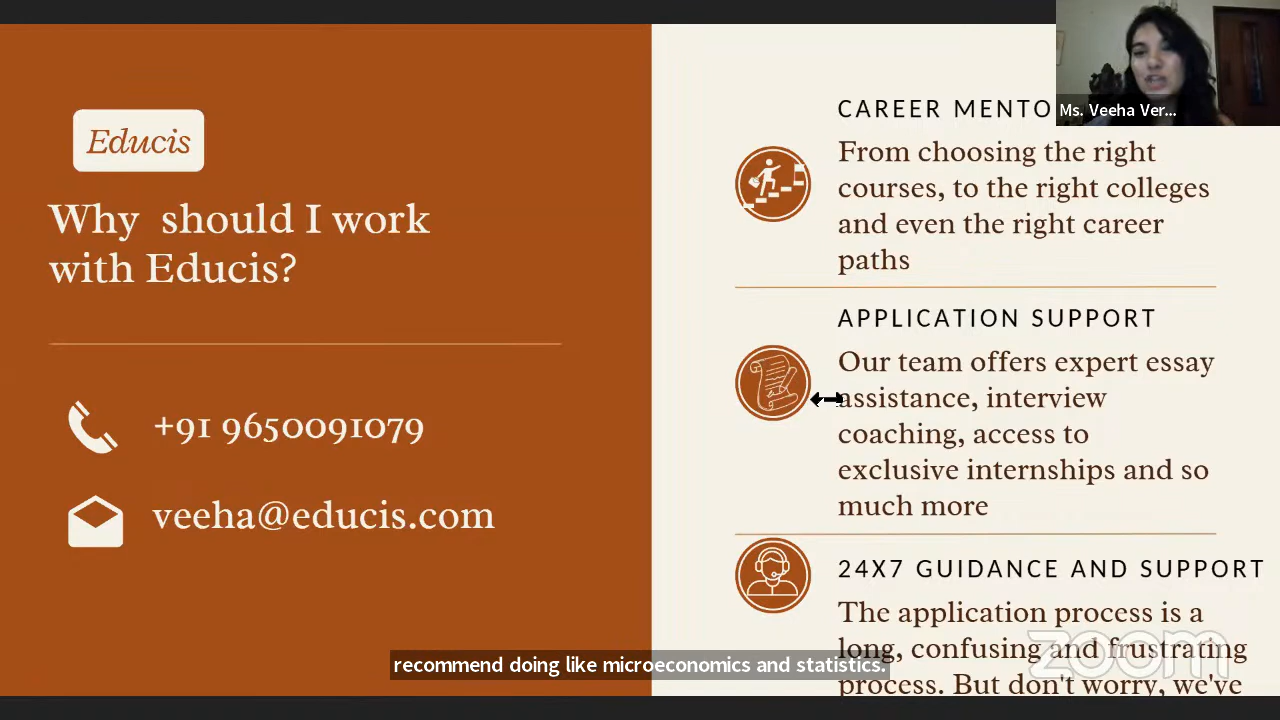 Educis
Why should I work
with Educis?
+91 9650091079
veeha@educis.com
CAREER MENTO
From choosing the right
courses, to the right colleges
and even the right career
paths
APPLICATION SUPPORT
Our team offers expert essay
assistance, interview
coaching, access to
exclusive internships and so
much more
24X7 GUIDANCE AND SUPPORT
The application process is a
long, confusing and frustrating
process. But don't worry, we've
Ms. Veeha Ver...
recommend doing like microeconomics and statistics.
zoom